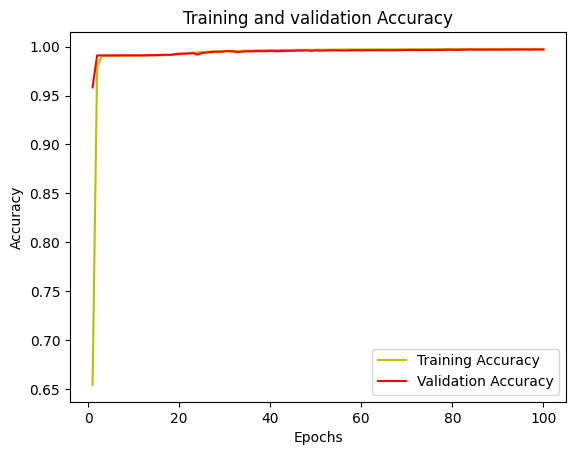 Training and validation Accuracy
1.00
0.95
0.90
0.85
0.80
0.75
0.70
0.65
Accuracy
Training Accuracy
Validation Accuracy
0 20 40 60 80 100
Epochs